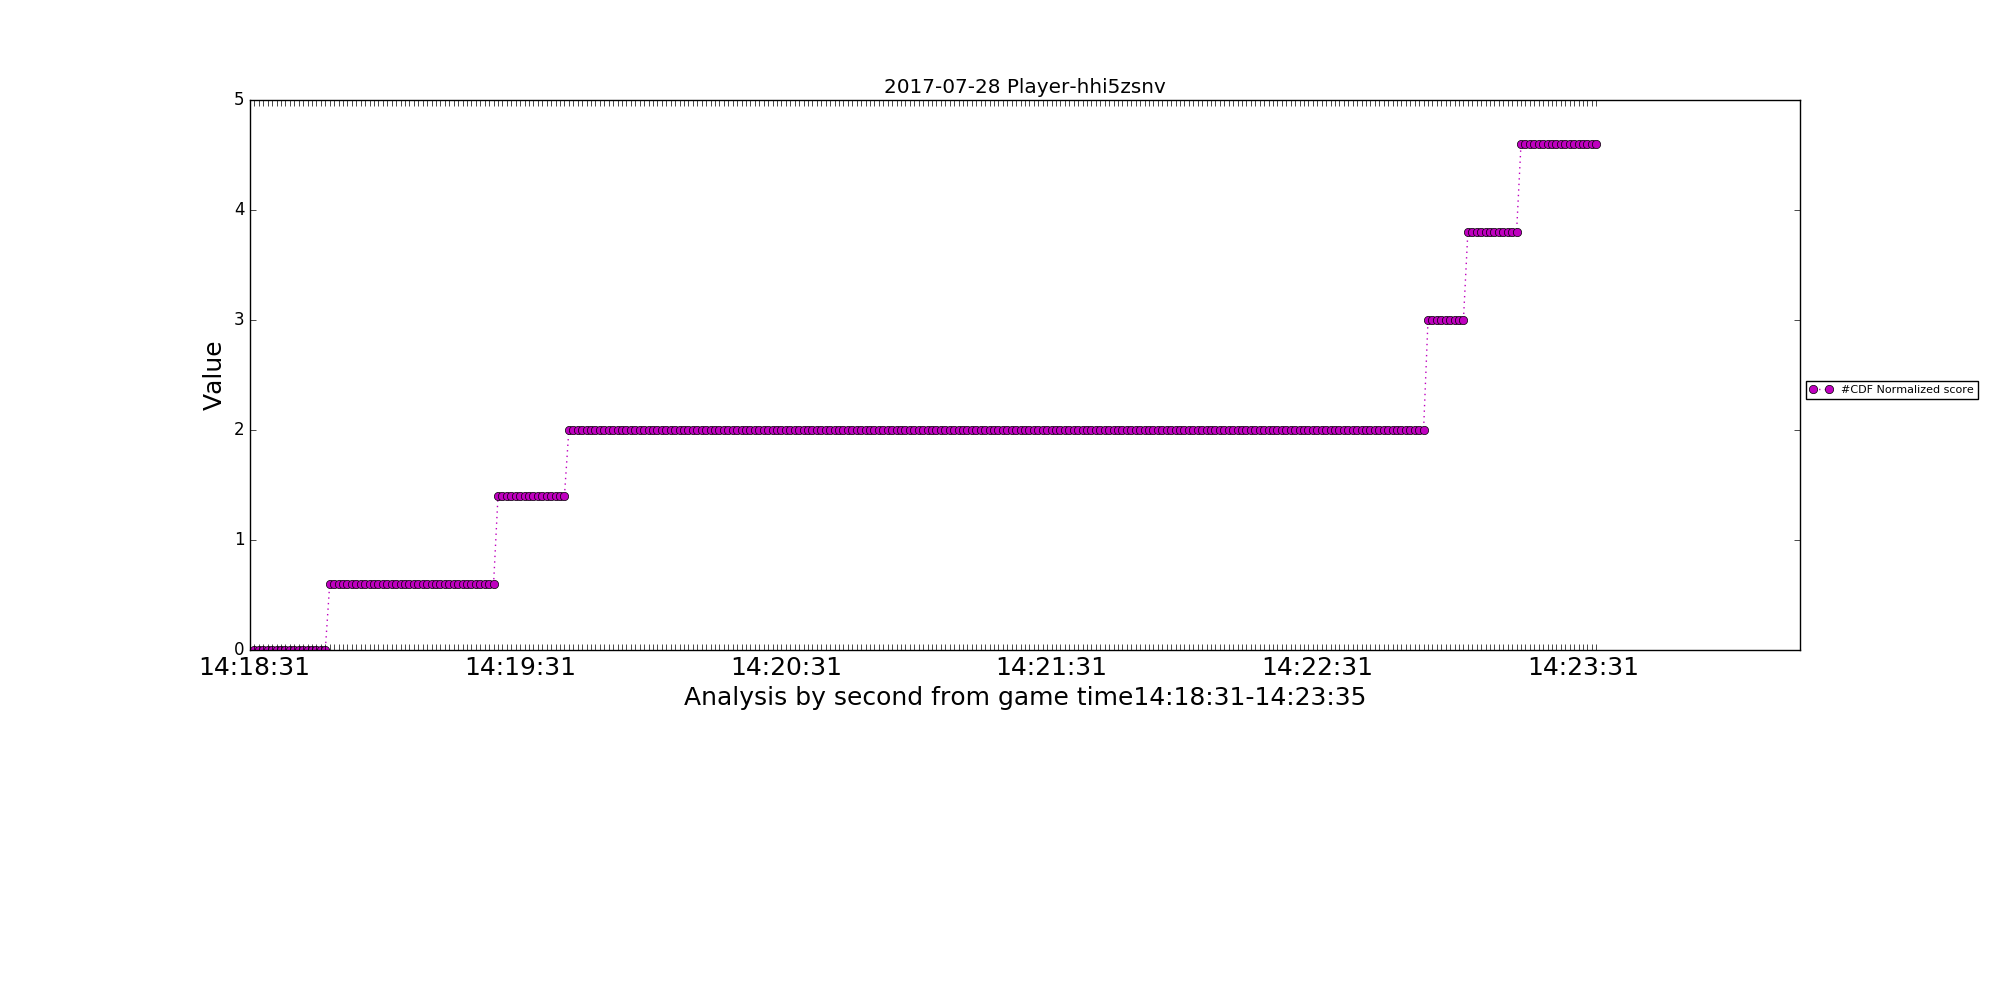 2017-07-28 Player-hhi5zsnv
5
4
3
2
1
0
Value
#CDF Normalized score
14:18:31 14:19:31 14:20:31 14:21:31 14:22:31 14:23:31
Analysis by second from game time14:18:31-14:23:35